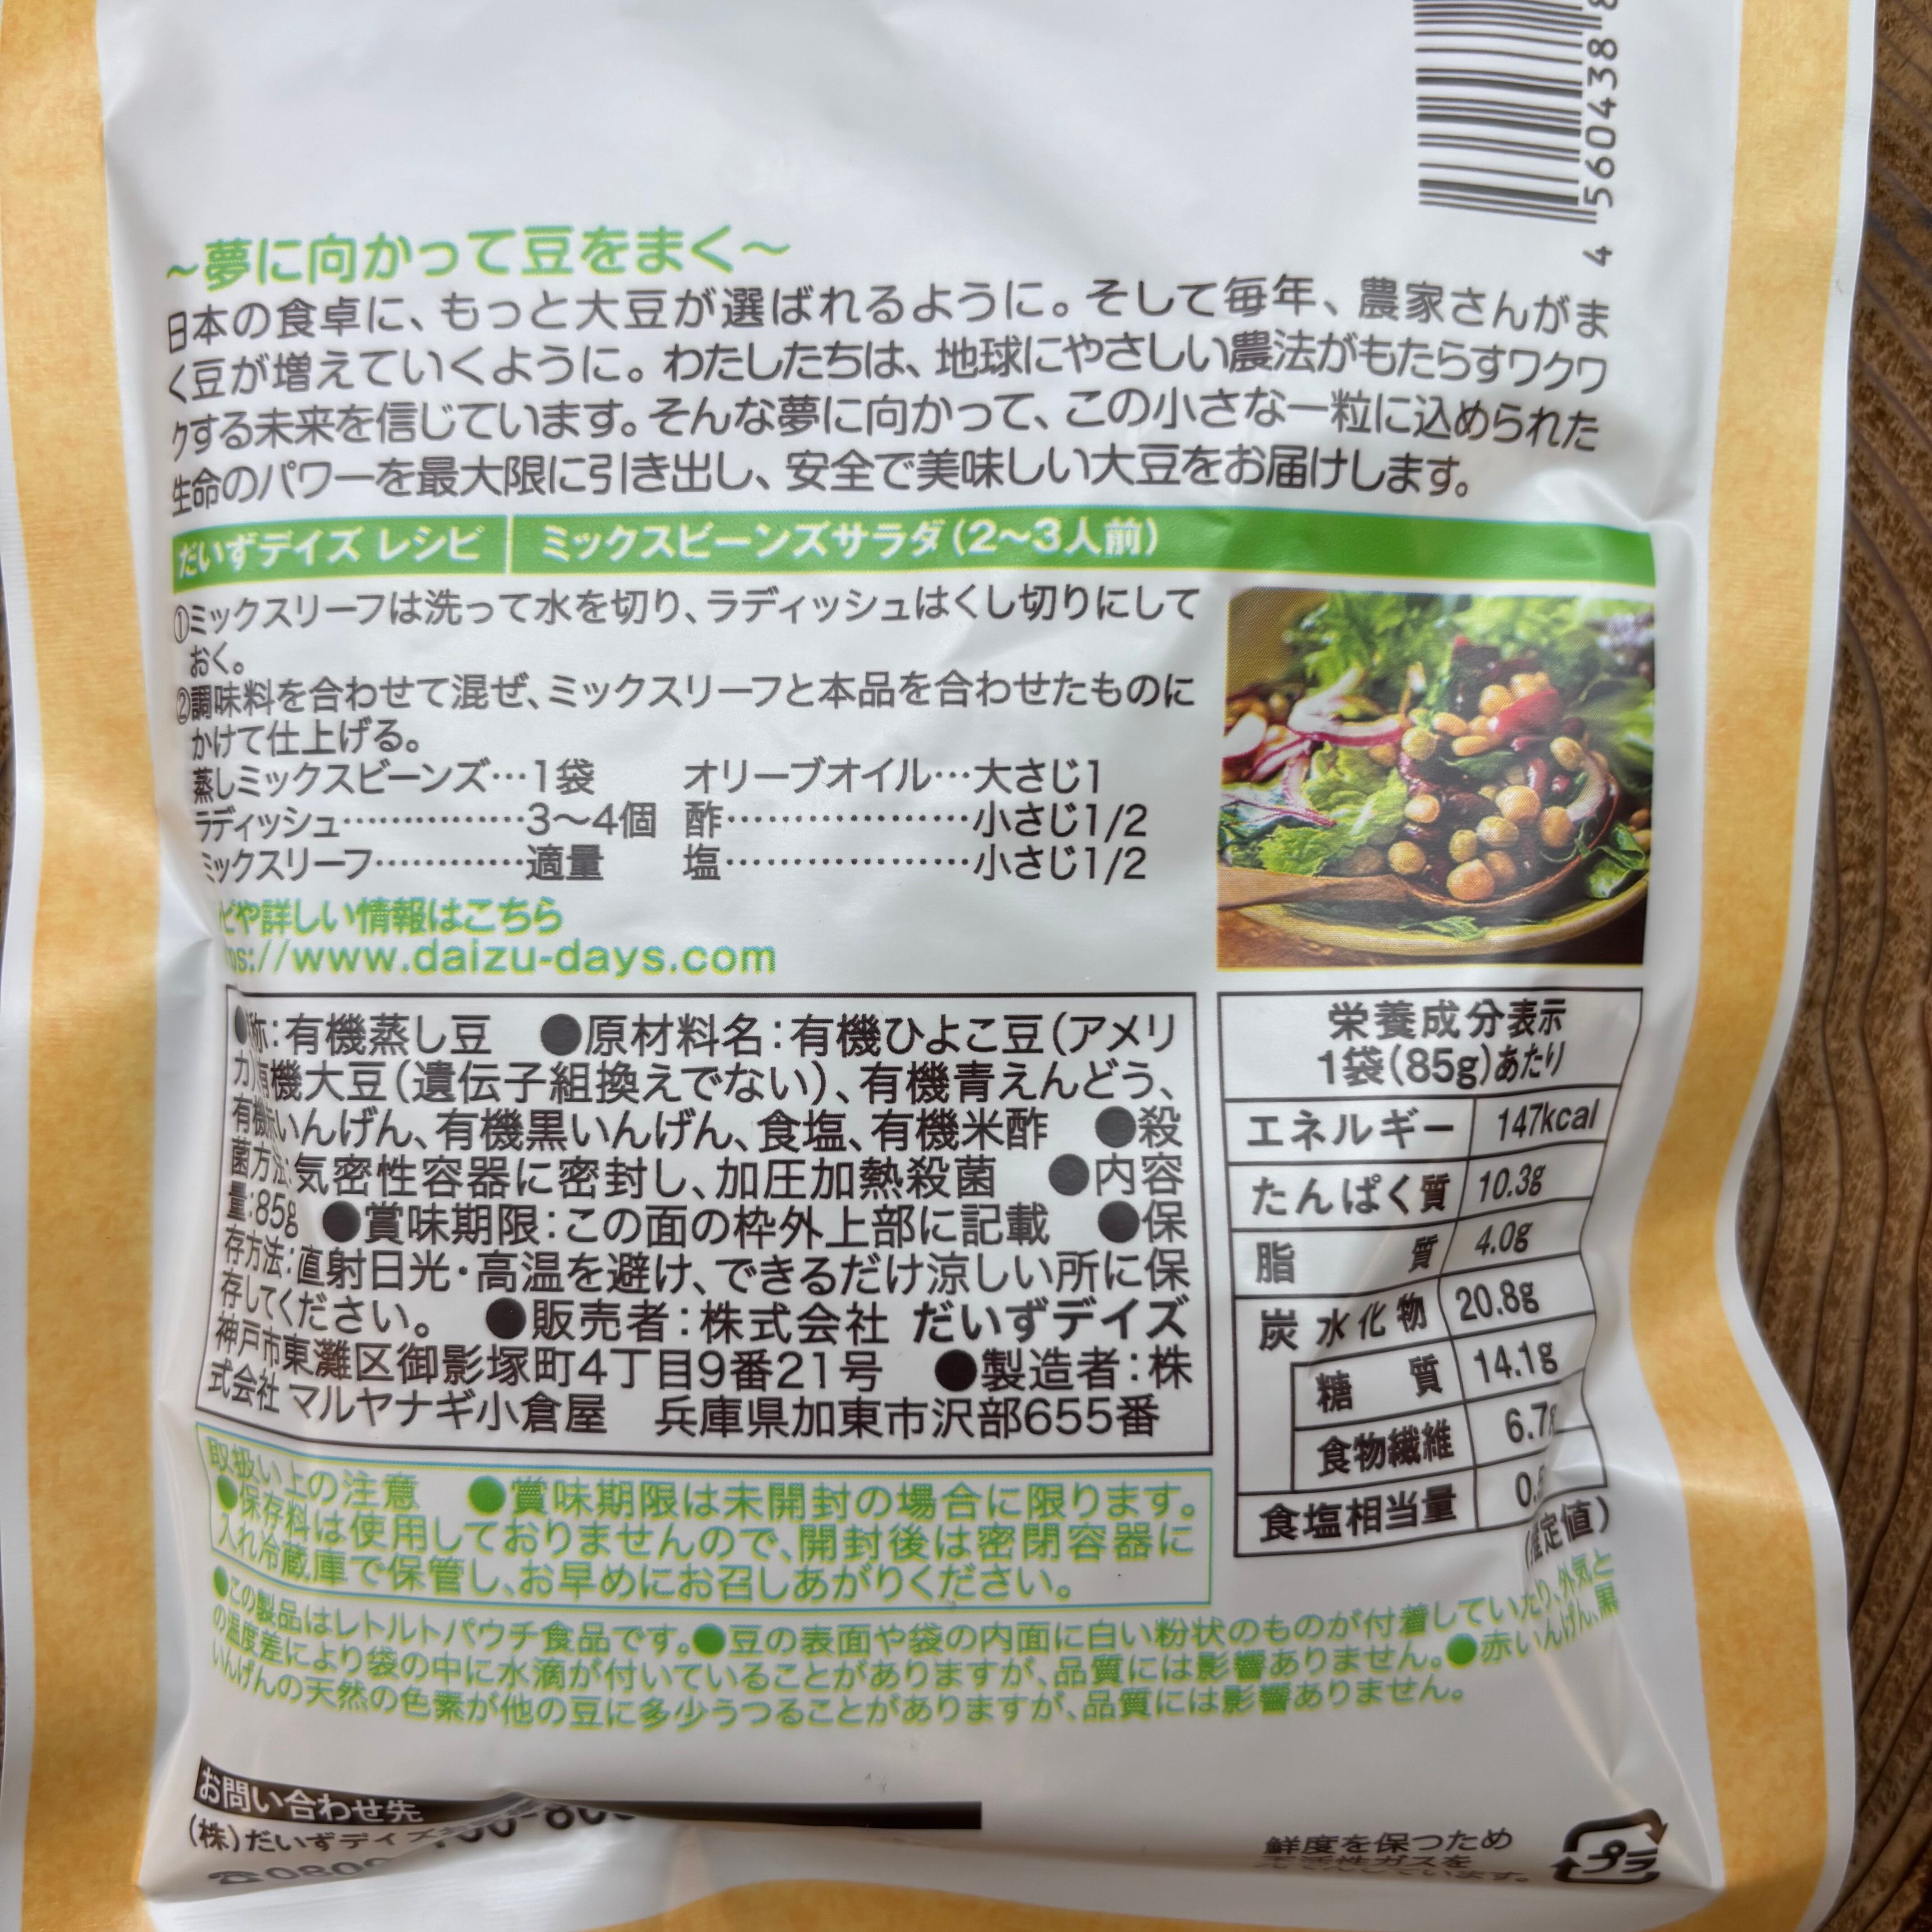 4 560438 8
～夢に向かって豆をまく～
日本の食卓に、もっと大豆が選ばれるように。そして毎年、農家さんがま
く豆が増えていくように。わたしたちは、地球にやさしい農法がもたらすワクワ
クする未来を信じています。そんな夢に向かって、この小さな一粒に込められた
生命のパワーを最大限に引き出し、安全で美味しい大豆をお届けします。
だいずデイズ レシピ ミックスビーンズサラダ（2～3人前）
①ミックスリーフは洗って水を切り、ラディッシュはくし切りにして
おく。
②調味料を合わせて混ぜ、ミックスリーフと本品を合わせたものに
かけて仕上げる。
蒸しミックスビーンズ…1袋 オリーブオイル…大さじ1
ラディッシュ……………3～4個 酢………………小さじ1/2
ミックスリーフ…………適量 塩………………小さじ1/2
ピや詳しい情報はこちら
ps://www.daizu-days.com
称：有機蒸し豆 ●原材料名：有機ひよこ豆（アメリ
カ）有機大豆（遺伝子組換えでない）、有機青えんどう、
有機赤いんげん、有機黒いんげん、食塩、有機米酢 ●殺
菌方法：気密性容器に密封し、加圧加熱殺菌 ●内容
量：85g ●賞味期限：この面の枠外上部に記載 ●保
存方法：直射日光・高温を避け、できるだけ涼しい所に保
存してください。 ●販売者：株式会社 だいずデイズ
神戸市東灘区御影塚町4丁目9番21号 ●製造者：株
式会社 マルヤナギ小倉屋 兵庫県加東市沢部655番
栄養成分表示
1袋（85g）あたり
エネルギー 147kcal
たんぱく質 10.3g
脂質 4.0g
炭水化物 20.8g
糖質 14.1g
食物繊維 6.7g
食塩相当量
（推定値）
取扱い上の注意 ●賞味期限は未開封の場合に限ります。
●保存料は使用しておりませんので、開封後は密閉容器に
入れ冷蔵庫で保管し、お早めにお召しあがりください。
●この製品はレトルトパウチ食品です。●豆の表面や袋の内面に白い粉状のものが付着していたり、外気と
の温度差により袋の中に水滴が付いていることがありますが、品質には影響ありません。●赤いんげん、黒
いんげんの天然の色素が他の豆に多少うつることがありますが、品質には影響ありません。
お問い合わせ先
（株）だいずデイズ
鮮度を保つため
プラ